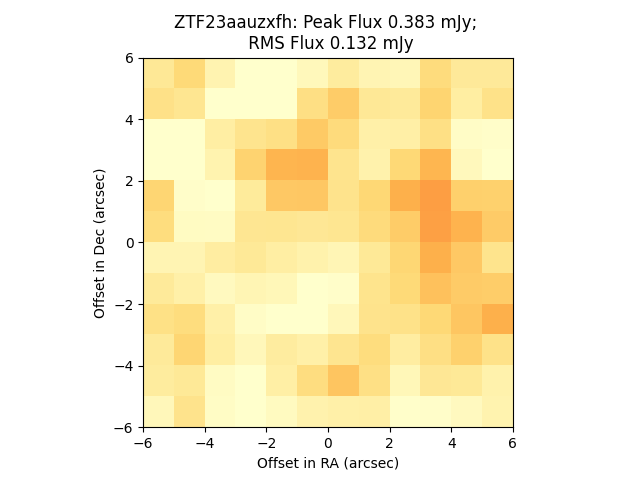 ZTF23aauzxfh: Peak Flux 0.383 mJy;
RMS Flux 0.132 mJy
6
4
2
0
−2
−4
−6
Offset in Dec (arcsec)
−6 −4 −2 0 2 4 6
Offset in RA (arcsec)